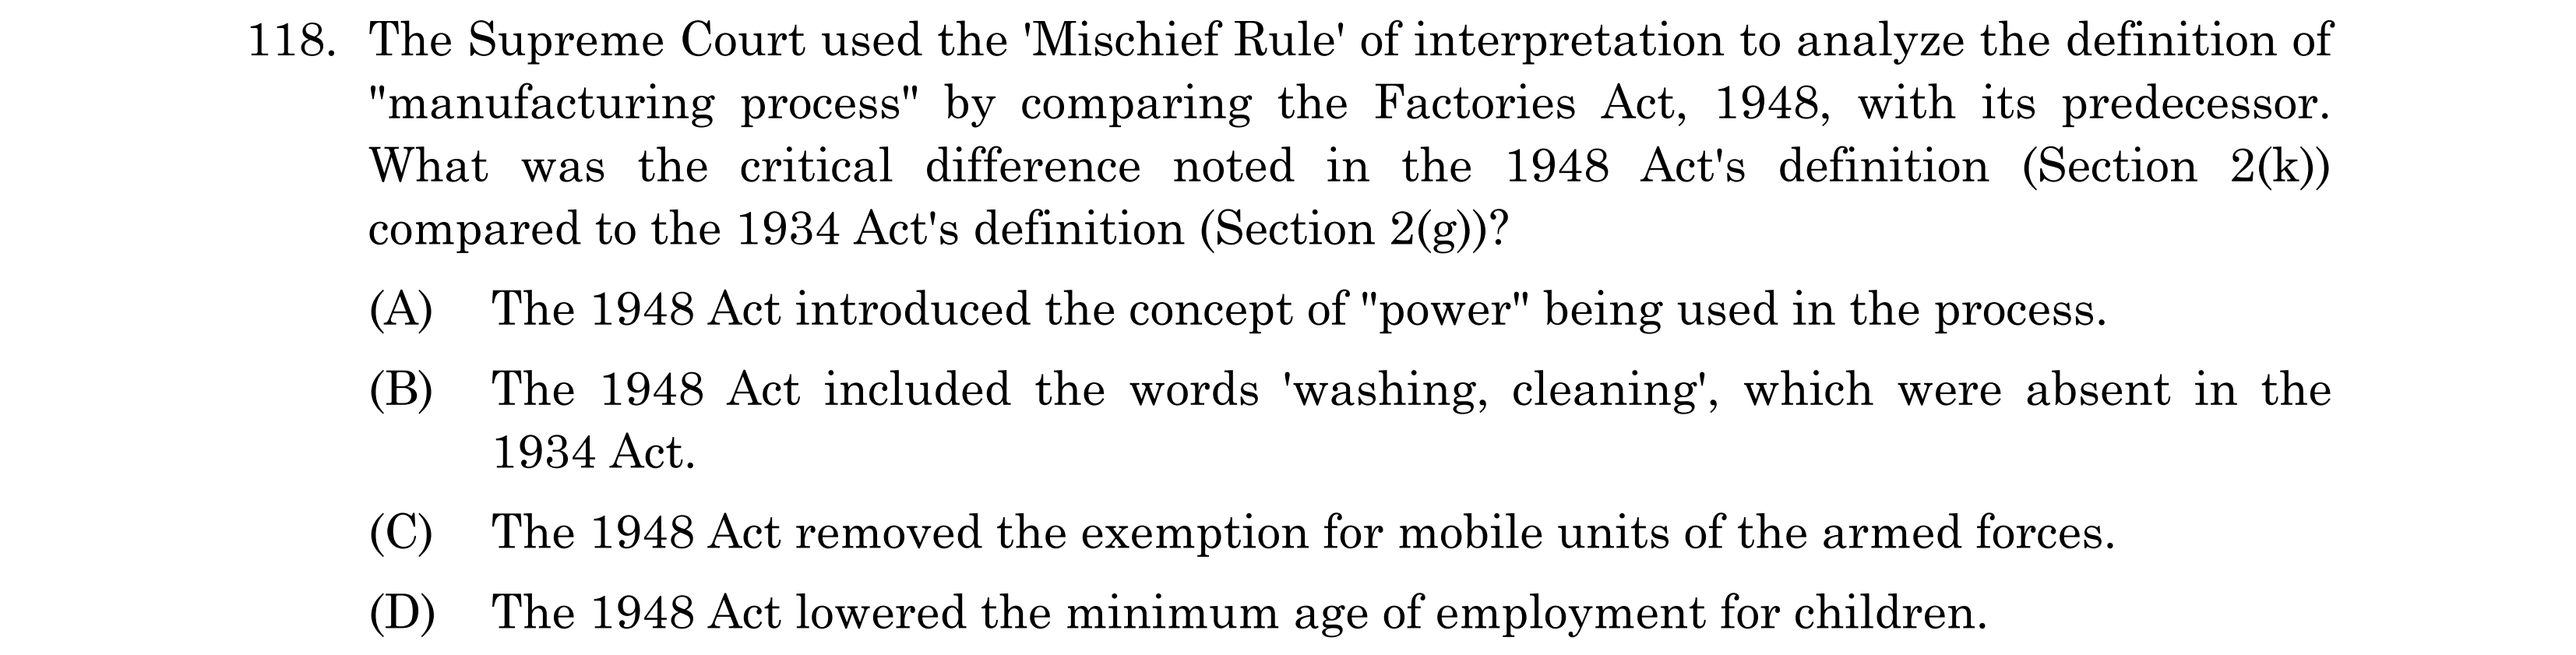 118. The Supreme Court used the 'Mischief Rule' of interpretation to analyze the definition of
"manufacturing process" by comparing the Factories Act, 1948, with its predecessor.
What was the critical difference noted in the 1948 Act's definition (Section 2(k))
compared to the 1934 Act's definition (Section 2(g))?
(A) The 1948 Act introduced the concept of "power" being used in the process.
(B) The 1948 Act included the words 'washing, cleaning', which were absent in the
1934 Act.
(C) The 1948 Act removed the exemption for mobile units of the armed forces.
(D) The 1948 Act lowered the minimum age of employment for children.